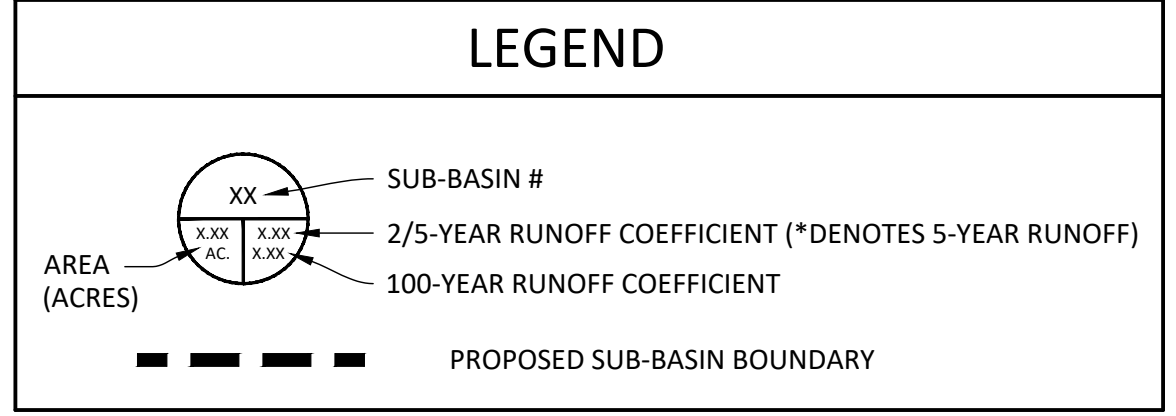 LEGEND
XX
SUB-BASIN #
X.XX
AC.
X.XX
X.XX
2/5-YEAR RUNOFF COEFFICIENT (*DENOTES 5-YEAR RUNOFF)
AREA
(ACRES)
100-YEAR RUNOFF COEFFICIENT
PROPOSED SUB-BASIN BOUNDARY